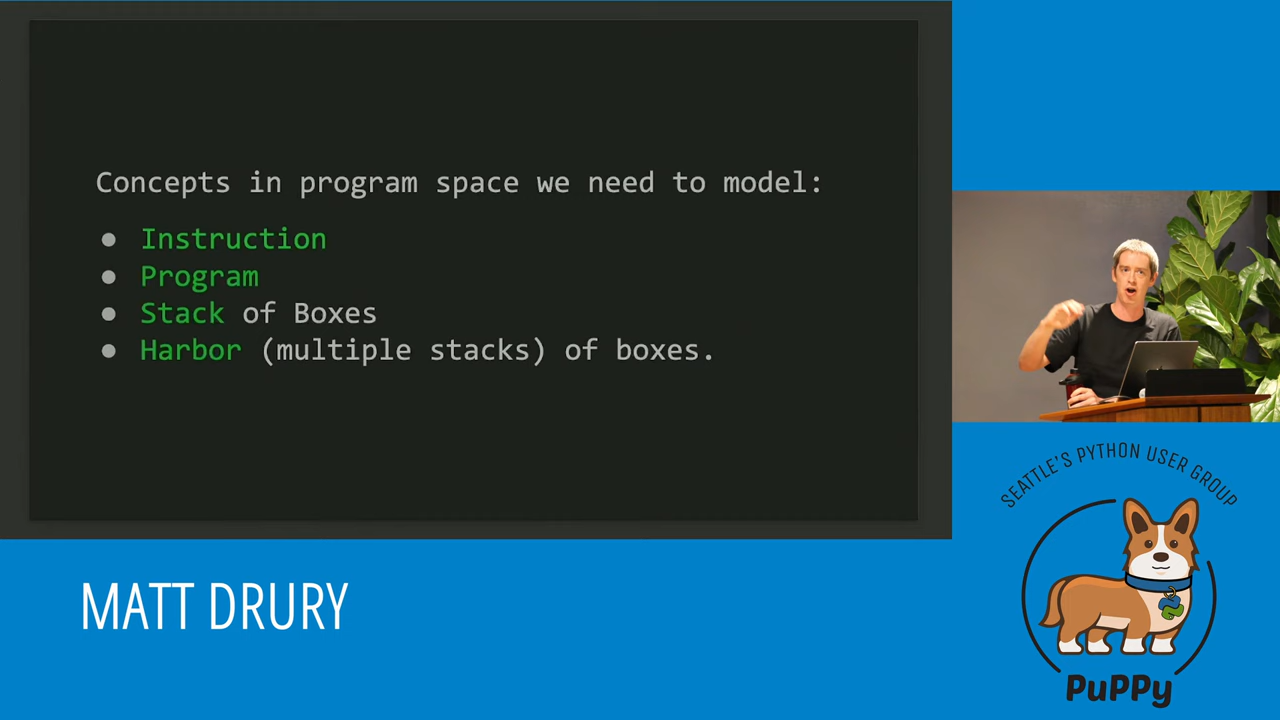 Concepts in program space we need to model:
● Instruction
● Program
● Stack of Boxes
● Harbor (multiple stacks) of boxes.
MATT DRURY
SEATTLE'S PYTHON USER GROUP
PuPPy